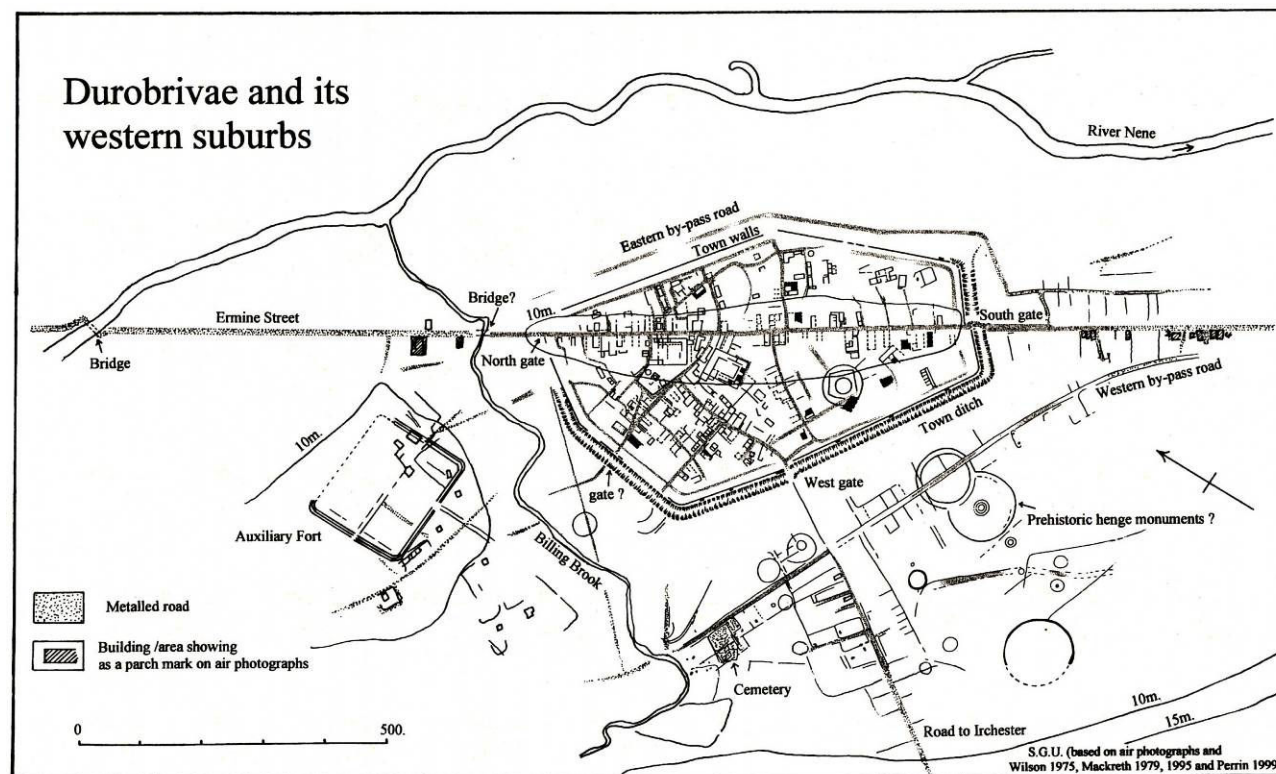 Durobrivae and its
western suburbs
River Nene
Eastern by-pass road
Town walls
Bridge?
10m.
Ermine Street
South gate
North gate
Bridge
Western by-pass road
10m.
Town ditch
gate ?
West gate
Prehistoric henge monuments ?
Auxiliary Fort
Billing Brook
Metalled road
Building /area showing
as a parch mark on air photographs
Cemetery
0
500.
Road to Irchester
10m.
15m.
S.G.U. (based on air photographs and
Wilson 1975, Mackreth 1979, 1995 and Perrin 1999